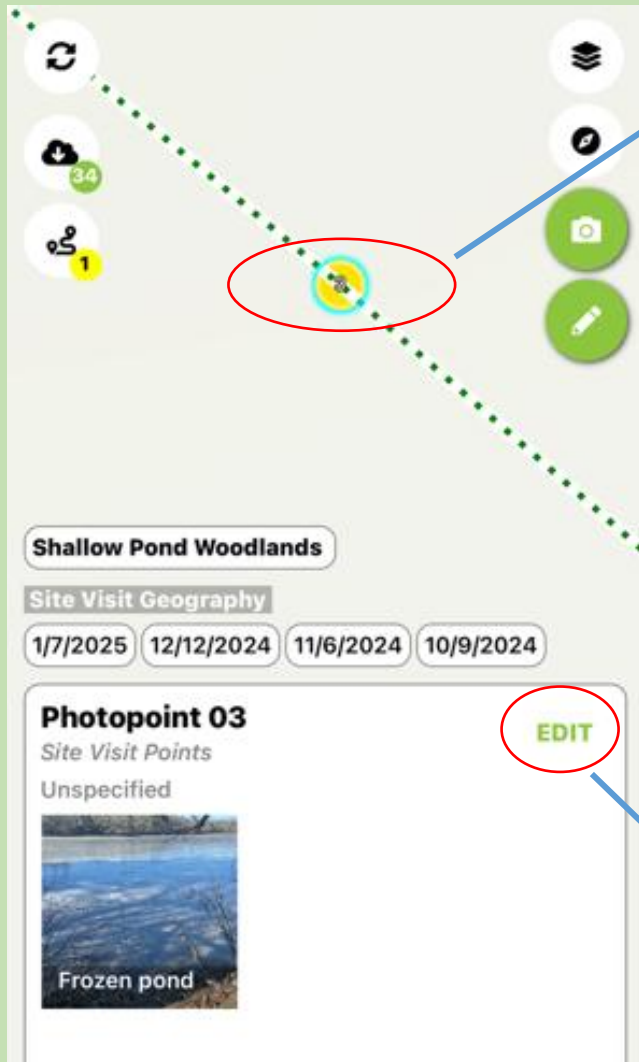 34
1
Shallow Pond Woodlands
Site Visit Geography
1/7/2025 12/12/2024 11/6/2024 10/9/2024
Photopoint 03
EDIT
Site Visit Points
Unspecified
Frozen pond